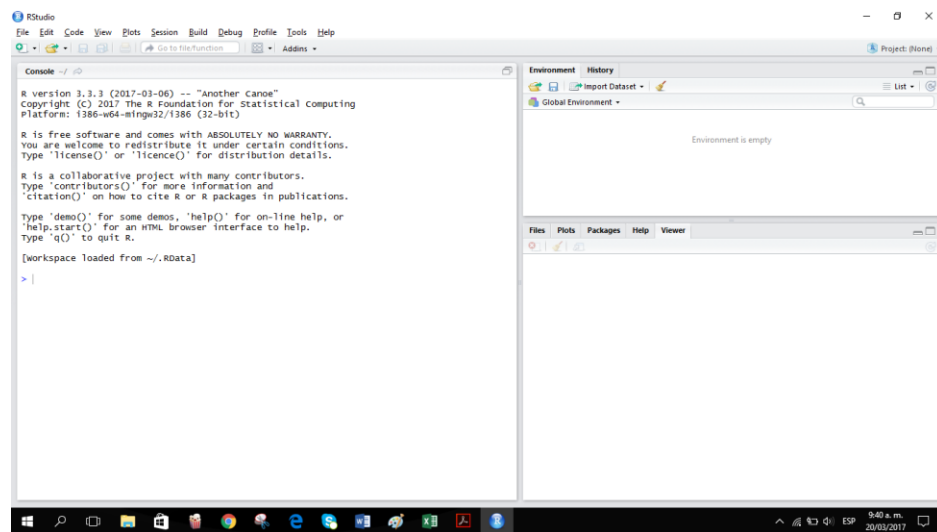 RStudio
File Edit Code View Plots Session Build Debug Profile Tools Help
Go to file/function Addins
Project: (None)
Console ~/
R version 3.3.3 (2017-03-06) -- "Another Canoe"
Copyright (C) 2017 The R Foundation for Statistical Computing
Platform: i386-w64-mingw32/i386 (32-bit)
R is free software and comes with ABSOLUTELY NO WARRANTY.
You are welcome to redistribute it under certain conditions.
Type 'license()' or 'licence()' for distribution details.
R is a collaborative project with many contributors.
Type 'contributors()' for more information and
'citation()' on how to cite R or R packages in publications.
Type 'demo()' for some demos, 'help()' for on-line help, or
'help.start()' for an HTML browser interface to help.
Type 'q()' to quit R.
[Workspace loaded from ~/.RData]
>
Environment History
Import Dataset List
Global Environment
Environment is empty
Files Plots Packages Help Viewer
ESP
9:40 a. m.
20/03/2017